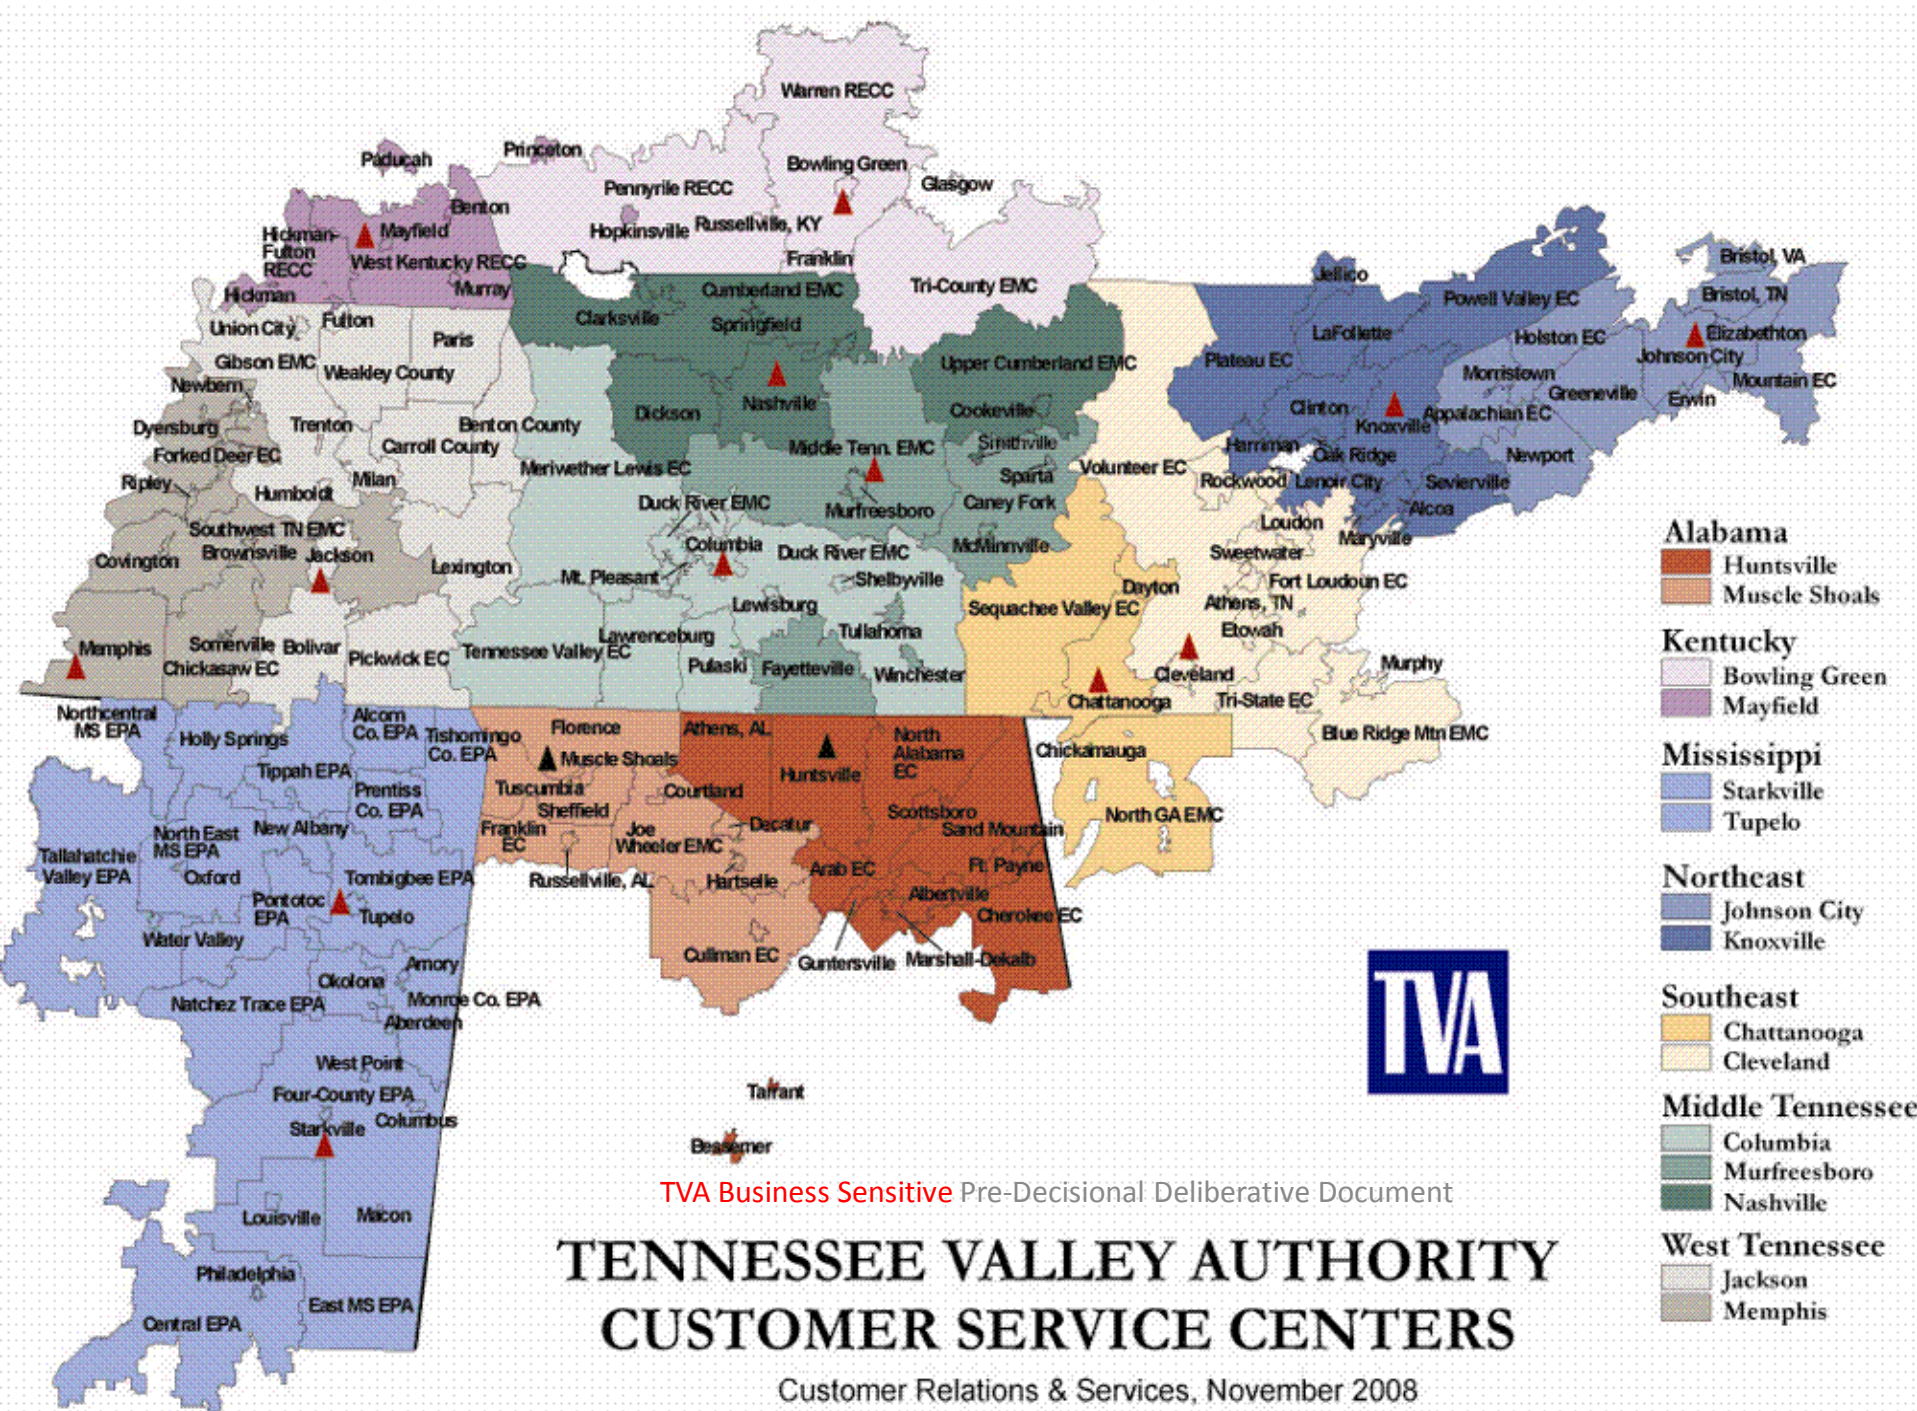 Warren RECC
Bowling Green
Glasgow
Paducah
Princeton
Pennyrile RECC
Benton
Hopkinsville
Russellville, KY
Hickman-
Fulton
RECC
Mayfield
West Kentucky RECC
Franklin
Hickman
Murray
Tri-County EMC
Union City
Fulton
Paris
Clarksville
Cumberland EMC
Springfield
Jellico
Powell Valley EC
Bristol, VA
Bristol, TN
LaFollette
Holston EC
Elizabethton
Johnson City
Gibson EMC
Weakley County
Upper Cumberland EMC
Plateau EC
Morristown
Mountain EC
Newbern
Nashville
Dickson
Cookeville
Clinton
Knoxville
Appalachian EC
Greeneville
Erwin
Dyersburg
Trenton
Benton County
Carroll County
Middle Tenn. EMC
Smithville
Harriman
Oak Ridge
Newport
Forked Deer EC
Meriwether Lewis EC
Sparta
Volunteer EC
Ripley
Humboldt
Milan
Rockwood
Lenoir City
Sevierville
Duck River EMC
Murfreesboro
Caney Fork
Alcoa
Southwest TN EMC
Loudon
Maryville
Brownsville
Jackson
Columbia
Duck River EMC
McMinnville
Sweetwater
Covington
Lexington
Mt. Pleasant
Shelbyville
Dayton
Fort Loudoun EC
Lewisburg
Sequachee Valley EC
Athens, TN
Memphis
Somerville
Bolivar
Lawrenceburg
Tullahoma
Etowah
Chickasaw EC
Pickwick EC
Tennessee Valley EC
Pulaski
Fayetteville
Winchester
Cleveland
Murphy
Chattanooga
Tri-State EC
Northcentral
MS EPA
Holly Springs
Alcorn
Co. EPA
Tishomingo
Co. EPA
Florence
Athens, AL
North
Alabama
EC
Chickamauga
Blue Ridge Mtn EMC
Tippah EPA
Muscle Shoals
Huntsville
Prentiss
Co. EPA
Tuscumbia
Sheffield
Courtland
Scottsboro
North GA EMC
North East
MS EPA
New Albany
Franklin
EC
Joe
Wheeler EMC
Decatur
Sand Mountain
Tallahatchie
Valley EPA
Oxford
Tombigbee EPA
Russellville, AL
Hartselle
Arab EC
Ft. Payne
Pontotoc
EPA
Tupelo
Albertville
Cherokee EC
Water Valley
Cullman EC
Guntersville
Marshall-Dekalb
Amory
Okolona
Natchez Trace EPA
Monroe Co. EPA
Aberdeen
West Point
Four-County EPA
Columbus
Starkville
Tarrant
Bessemer
Louisville
Macon
Philadelphia
East MS EPA
Central EPA
Alabama
Huntsville
Muscle Shoals
Kentucky
Bowling Green
Mayfield
Mississippi
Starkville
Tupelo
Northeast
Johnson City
Knoxville
Southeast
Chattanooga
Cleveland
Middle Tennessee
Columbia
Murfreesboro
Nashville
West Tennessee
Jackson
Memphis
TVA
TVA Business Sensitive Pre-Decisional Deliberative Document
TENNESSEE VALLEY AUTHORITY
CUSTOMER SERVICE CENTERS
Customer Relations & Services, November 2008